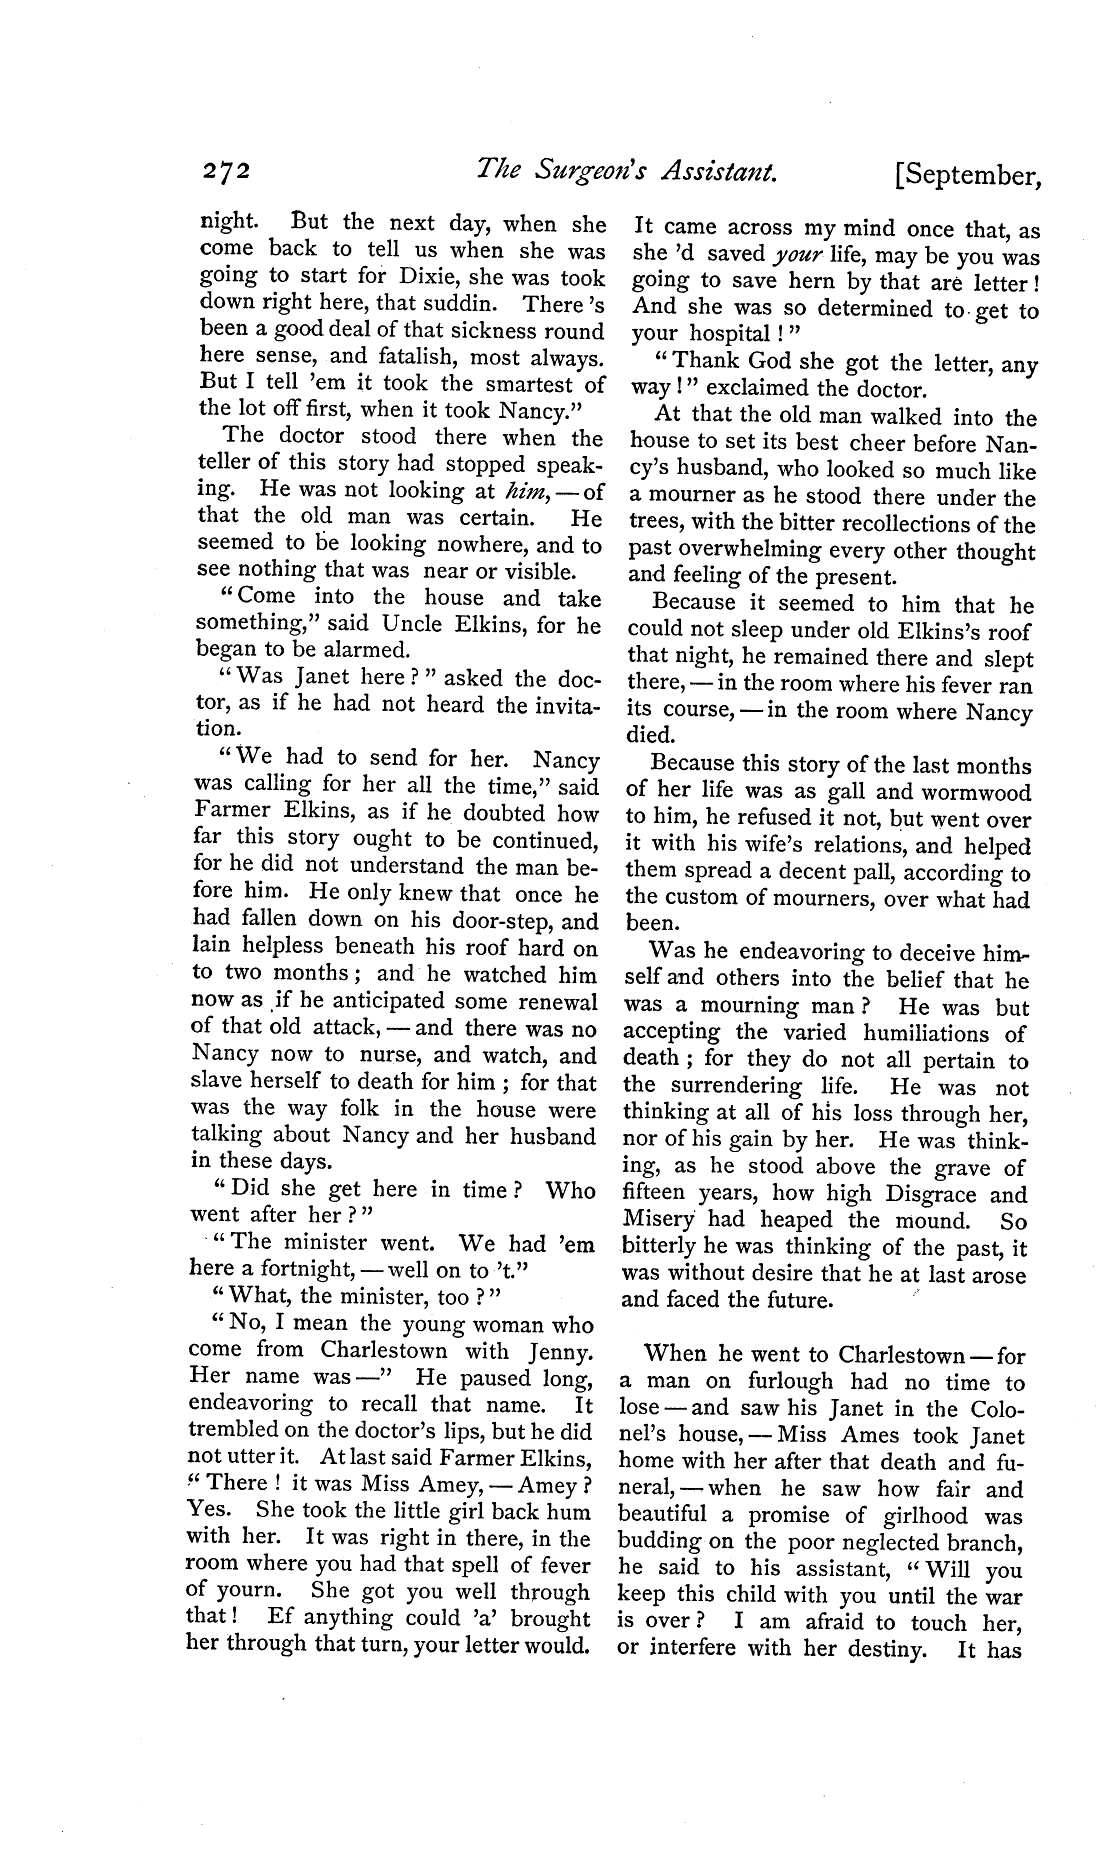 272 The Surgeon's Assistant. [September,
night. But the next day, when she
come back to tell us when she was
going to start for Dixie, she was took
down right here, that suddin. There 's
been a good deal of that sickness round
here sense, and fatalish, most always.
But I tell 'em it took the smartest of
the lot off first, when it took Nancy."
The doctor stood there when the
teller of this story had stopped speak-
ing. He was not looking at him, — of
that the old man was certain. He
seemed to be looking nowhere, and to
see nothing that was near or visible.
"Come into the house and take
something," said Uncle Elkins, for he
began to be alarmed.
"Was Janet here?" asked the doc-
tor, as if he had not heard the invita-
tion.
"We had to send for her. Nancy
was calling for her all the time," said
Farmer Elkins, as if he doubted how
far this story ought to be continued,
for he did not understand the man be-
fore him. He only knew that once he
had fallen down on his door-step, and
lain helpless beneath his roof hard on
to two months; and he watched him
now as if he anticipated some renewal
of that old attack, — and there was no
Nancy now to nurse, and watch, and
slave herself to death for him; for that
was the way folk in the house were
talking about Nancy and her husband
in these days.
"Did she get here in time? Who
went after her?"
"The minister went. We had 'em
here a fortnight, — well on to 't."
"What, the minister, too?"
"No, I mean the young woman who
come from Charlestown with Jenny.
Her name was —" He paused long,
endeavoring to recall that name. It
trembled on the doctor's lips, but he did
not utter it. At last said Farmer Elkins,
"There! it was Miss Amey, — Amey?
Yes. She took the little girl back hum
with her. It was right in there, in the
room where you had that spell of fever
of yourn. She got you well through
that! Ef anything could 'a' brought
her through that turn, your letter would.
It came across my mind once that, as
she 'd saved your life, may be you was
going to save hern by that are letter!
And she was so determined to get to
your hospital!"
"Thank God she got the letter, any
way!" exclaimed the doctor.
At that the old man walked into the
house to set its best cheer before Nan-
cy's husband, who looked so much like
a mourner as he stood there under the
trees, with the bitter recollections of the
past overwhelming every other thought
and feeling of the present.
Because it seemed to him that he
could not sleep under old Elkins's roof
that night, he remained there and slept
there, — in the room where his fever ran
its course, — in the room where Nancy
died.
Because this story of the last months
of her life was as gall and wormwood
to him, he refused it not, but went over
it with his wife's relations, and helped
them spread a decent pall, according to
the custom of mourners, over what had
been.
Was he endeavoring to deceive him-
self and others into the belief that he
was a mourning man? He was but
accepting the varied humiliations of
death; for they do not all pertain to
the surrendering life. He was not
thinking at all of his loss through her,
nor of his gain by her. He was think-
ing, as he stood above the grave of
fifteen years, how high Disgrace and
Misery had heaped the mound. So
bitterly he was thinking of the past, it
was without desire that he at last arose
and faced the future.
When he went to Charlestown — for
a man on furlough had no time to
lose — and saw his Janet in the Colo-
nel's house, — Miss Ames took Janet
home with her after that death and fu-
neral, — when he saw how fair and
beautiful a promise of girlhood was
budding on the poor neglected branch,
he said to his assistant, "Will you
keep this child with you until the war
is over? I am afraid to touch her,
or interfere with her destiny. It has